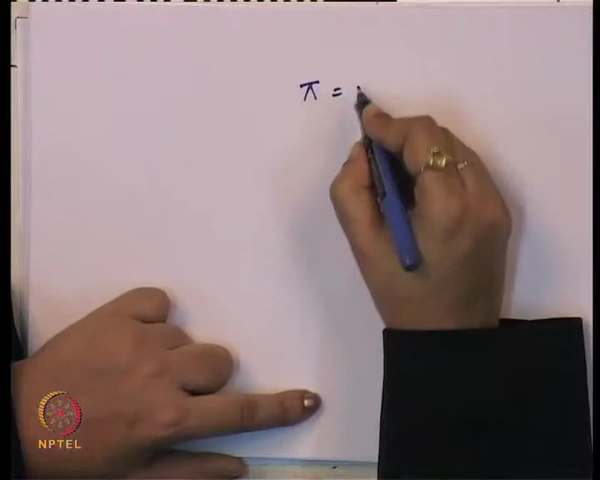 π =
NPTEL